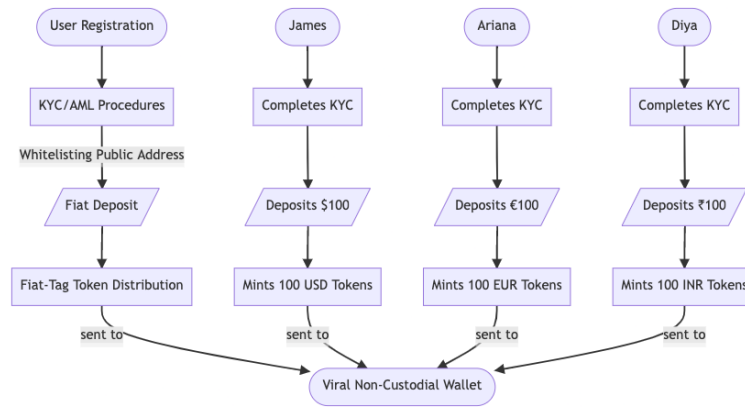 User Registration
James
Ariana
Diya
KYC/AML Procedures
Completes KYC
Completes KYC
Completes KYC
Whitelisting Public Address
Fiat Deposit
Deposits $100
Deposits €100
Deposits ₹100
Fiat-Tag Token Distribution
Mints 100 USD Tokens
Mints 100 EUR Tokens
Mints 100 INR Tokens
sent to
sent to
sent to
sent to
Viral Non-Custodial Wallet